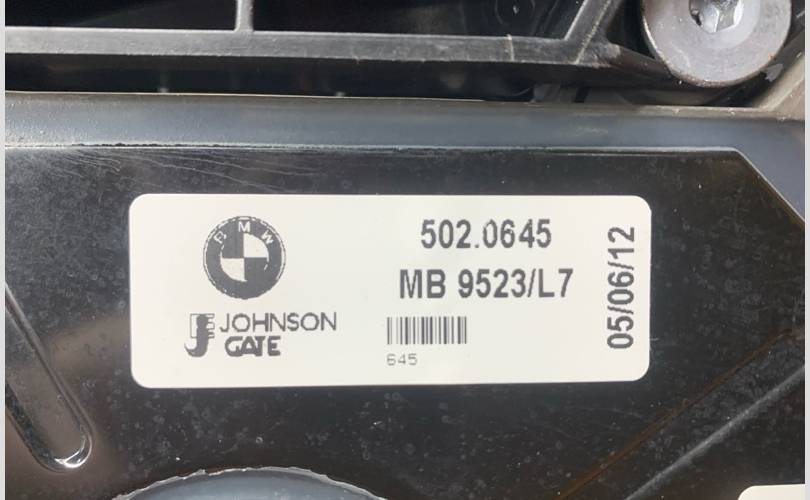 BMW
JOHNSON
GATE
502.0645
MB 9523/L7
645
05/06/12